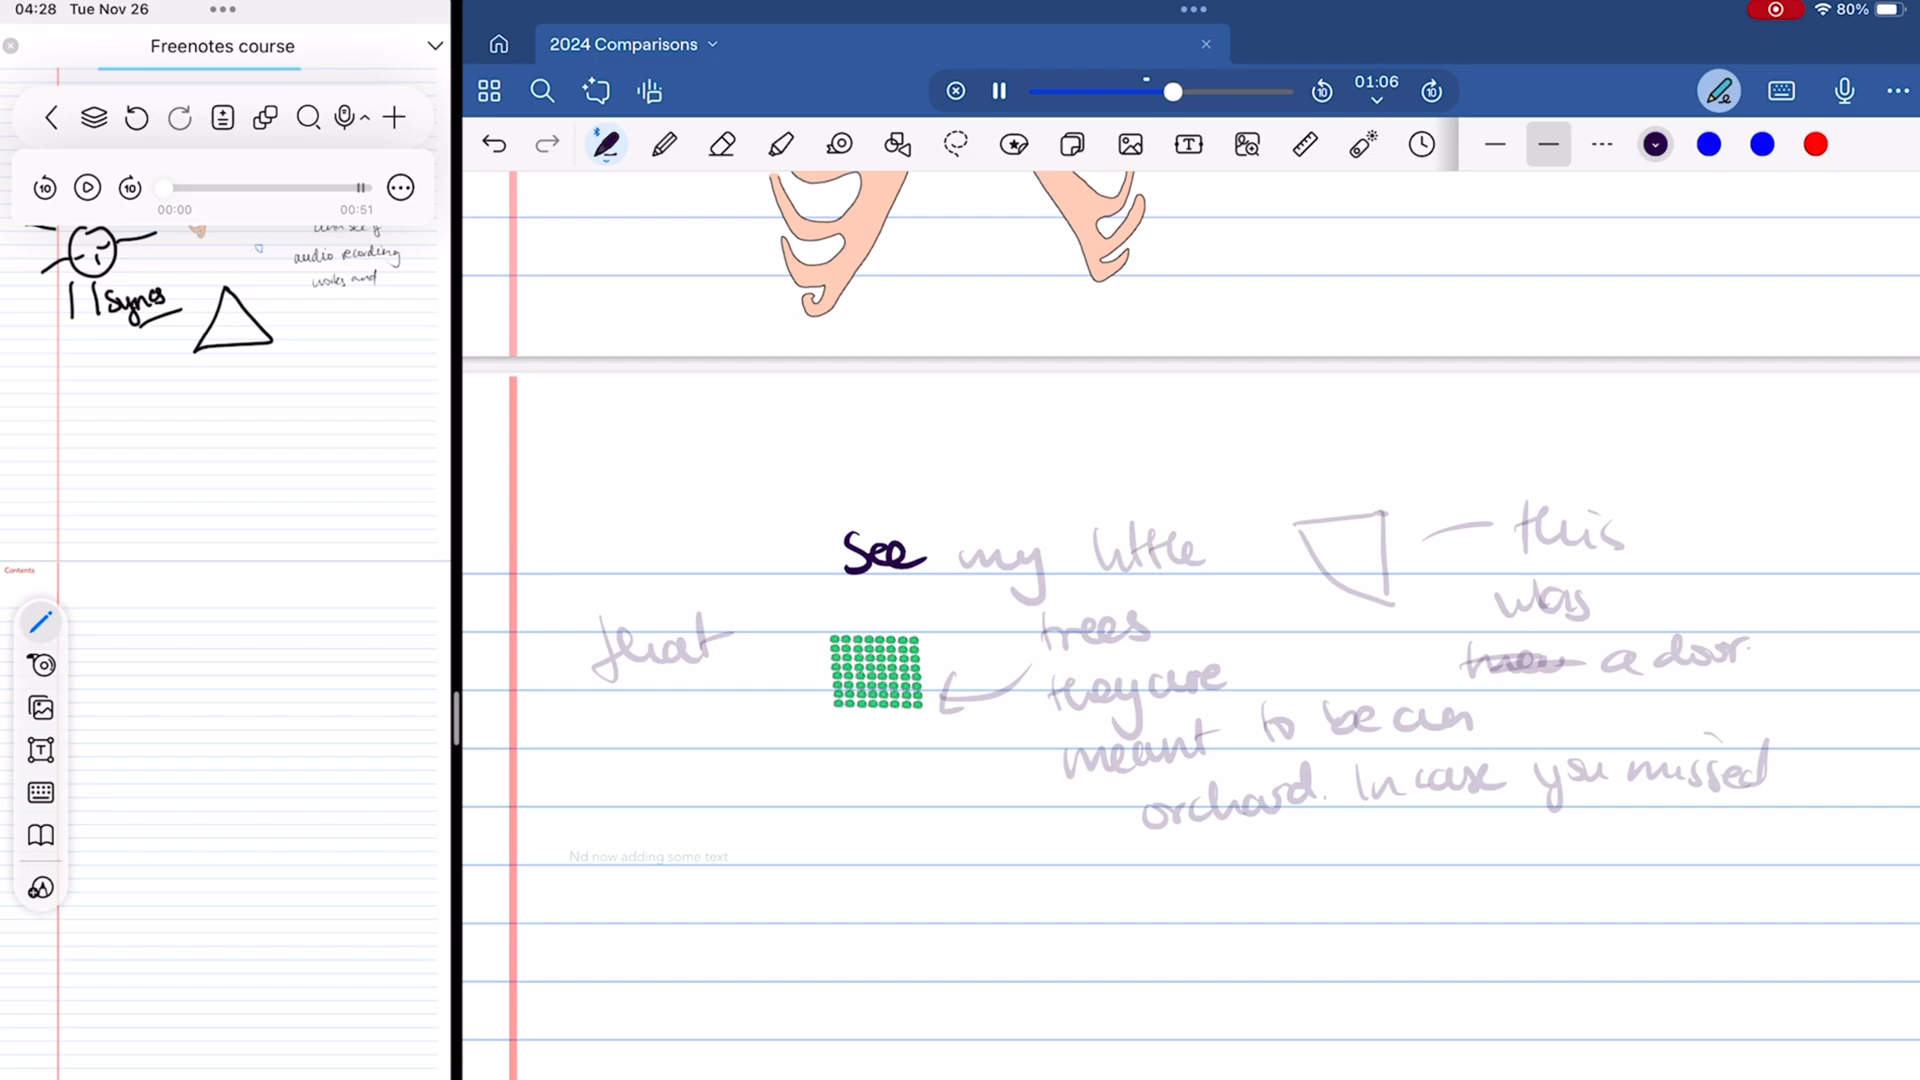 04:28 Tue Nov 26
Freenotes course
00:00
00:51
audio recording
works and
Syncs
Contents
80%
2024 Comparisons
10
01:06
10
See my little
trees
they are
meant to be an
orchard. In case you missed
that
this
was
a door.
Nd now adding some text